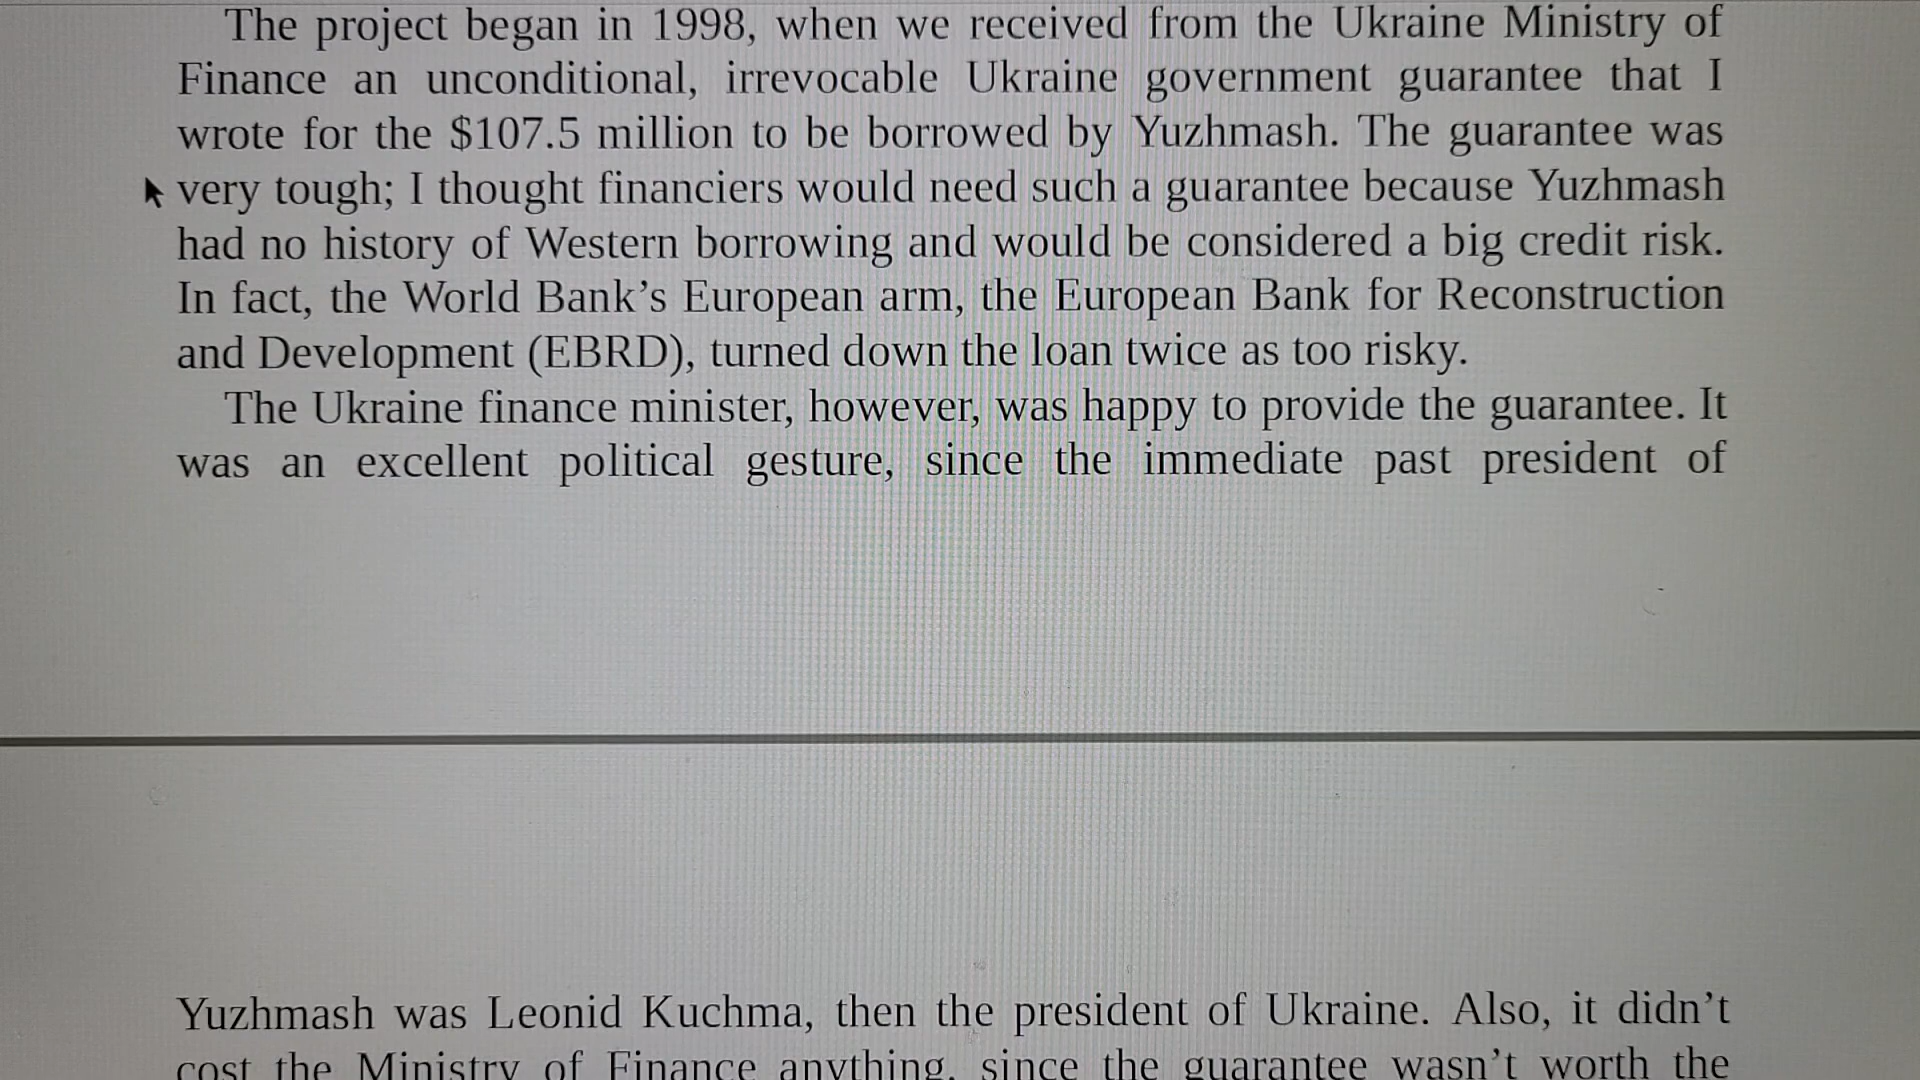 The project began in 1998, when we received from the Ukraine Ministry of
Finance an unconditional, irrevocable Ukraine government guarantee that I
wrote for the $107.5 million to be borrowed by Yuzhmash. The guarantee was
very tough; I thought financiers would need such a guarantee because Yuzhmash
had no history of Western borrowing and would be considered a big credit risk.
In fact, the World Bank’s European arm, the European Bank for Reconstruction
and Development (EBRD), turned down the loan twice as too risky.
The Ukraine finance minister, however, was happy to provide the guarantee. It
was an excellent political gesture, since the immediate past president of
Yuzhmash was Leonid Kuchma, then the president of Ukraine. Also, it didn’t
cost the Ministry of Finance anything, since the guarantee wasn’t worth the